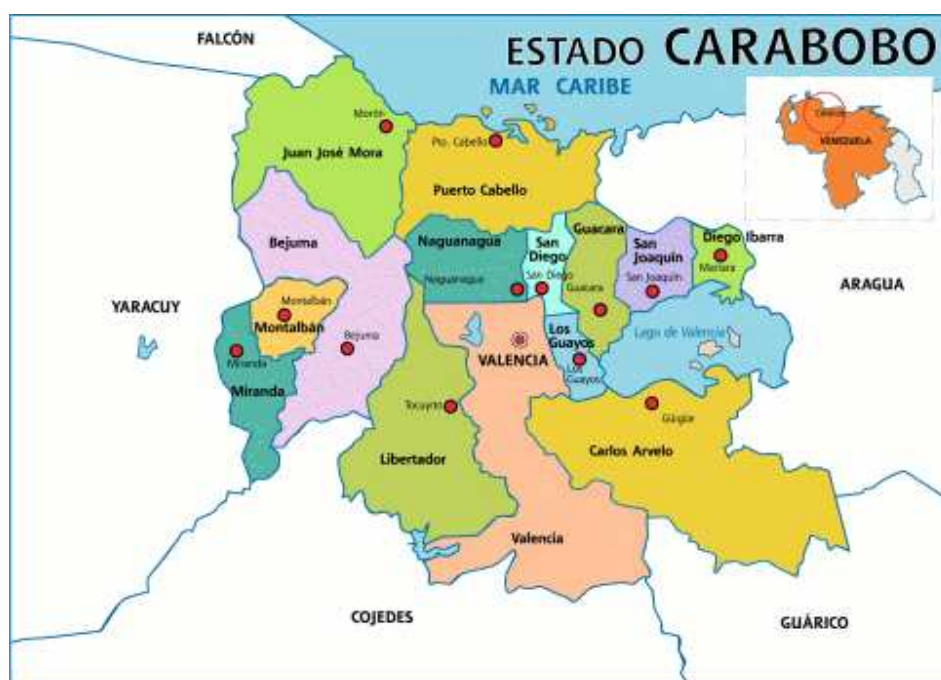 FALCÓN
ESTADO CARABOBO
MAR CARIBE
VENEZUELA
Morón
Juan José Mora
Pto. Cabello
Puerto Cabello
Guacara
Bejuma
Naguanagua
San
Diego
San
Joaquín
Diego Ibarra
Mariara
Naguanagua
San Diego
Guacara
San Joaquín
ARAGUA
YARACUY
Montalbán
Montalbán
Bejuma
Miranda
Miranda
VALENCIA
Los
Guayos
Los
Guayos
Lago de Valencia
Tocuyito
Güigüe
Libertador
Carlos Arvelo
Valencia
COJEDES
GUÁRICO